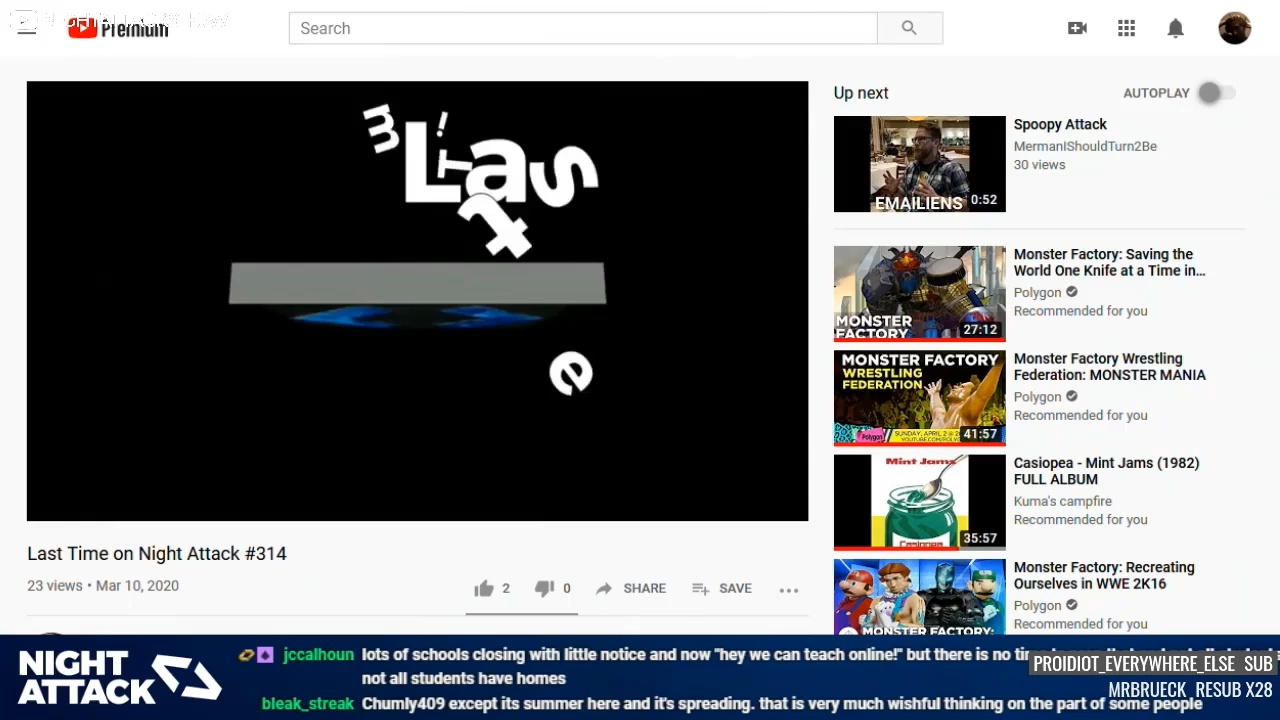 Premium
Search
Up next
AUTOPLAY
EMAILIENS
0:52
Spoopy Attack
MermanIShouldTurn2Be
30 views
MONSTER
FACTORY
27:12
Monster Factory: Saving the
World One Knife at a Time in...
Polygon
Recommended for you
MONSTER FACTORY
WRESTLING
FEDERATION
Polygon
41:57
Monster Factory Wrestling
Federation: MONSTER MANIA
Polygon
Recommended for you
Mint Jams
Casiopea
35:57
Casiopea - Mint Jams (1982)
FULL ALBUM
Kuma's campfire
Recommended for you
MONSTER FACTORY:
Monster Factory: Recreating
Ourselves in WWE 2K16
Polygon
Recommended for you
Last Time on Night Attack #314
23 views • Mar 10, 2020
2
0
SHARE
SAVE
NIGHT
ATTACK
jccalhoun lots of schools closing with little notice and now "hey we can teach online!" but there is no
not all students have homes
bleak_streak Chumly409 except its summer here and it's spreading. that is very much wishful thinking on the part of some people
PROIDIOT_EVERYWHERE_ELSE SUB
MRBRUECK RESUB X28